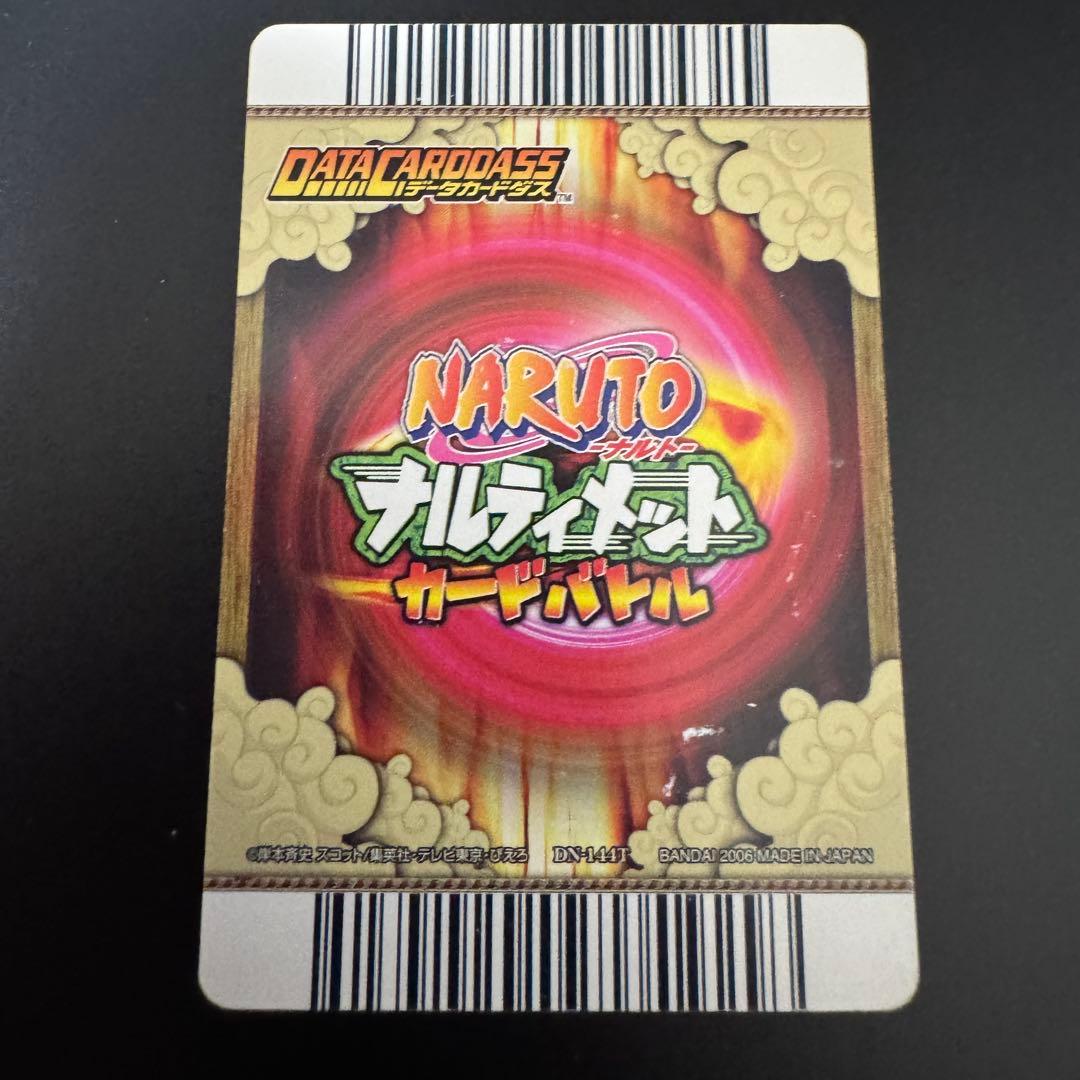 DATACARDDASS
データカードダス™
NARUTO
-ナルト-
ナルティメット
カードバトル
©岸本斉史 スコット/集英社・テレビ東京・ぴえろ DN-144T BANDAI 2006 MADE IN JAPAN